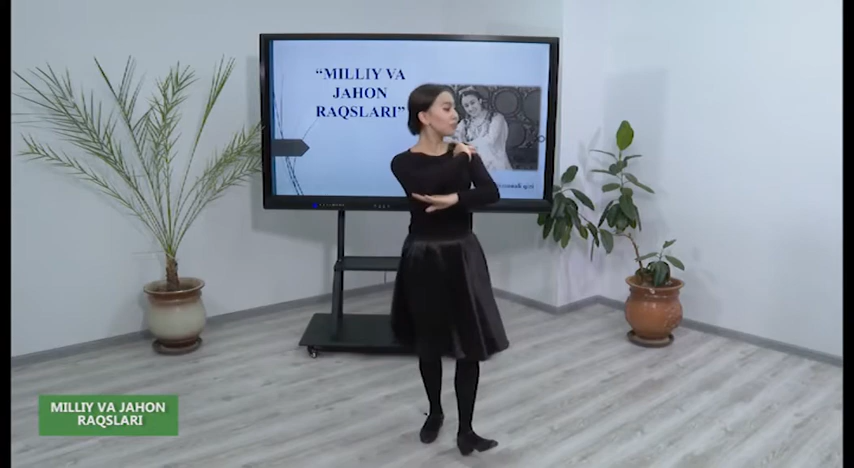 “MILLIY VA
JAHON
RAQSLARI”
MILLIY VA JAHON
RAQSLARI